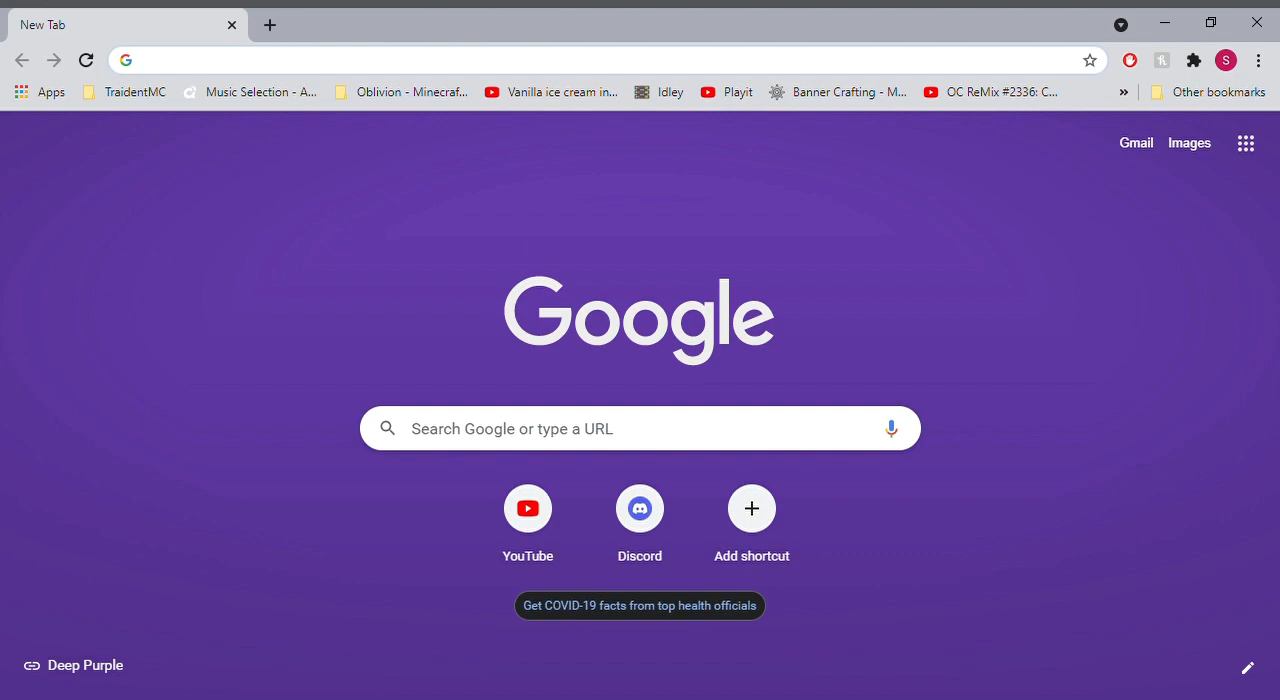 New Tab
Apps TraidentMC Music Selection - A... Oblivion - Minecraf... Vanilla ice cream in... Idley Playit Banner Crafting - M... OC ReMix #2336: C... » Other bookmarks
S
Gmail Images
Google
Search Google or type a URL
YouTube Discord Add shortcut
Get COVID-19 facts from top health officials
Deep Purple